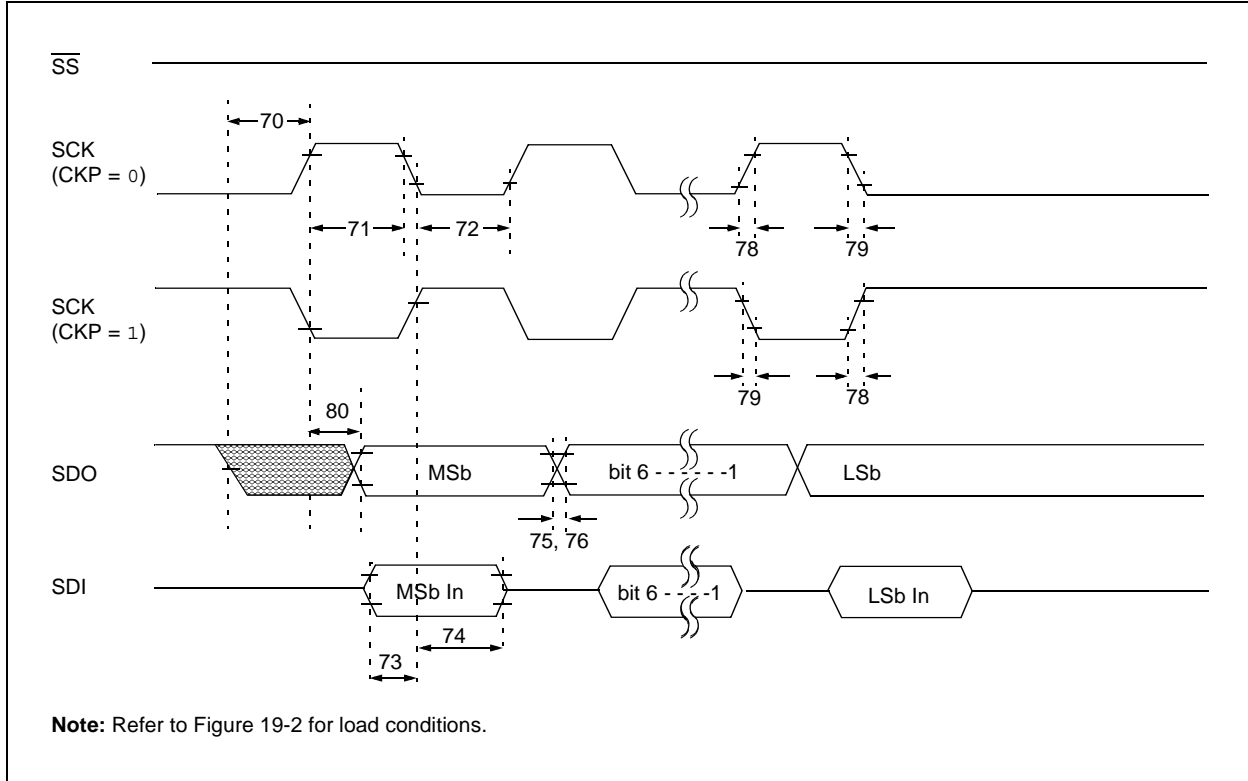 SS
70
SCK
(CKP = 0)
71
72
78
79
SCK
(CKP = 1)
79
78
80
SDO
MSb
bit 6 - - - - - -1
LSb
75, 76
SDI
MSb In
bit 6 - - - - -1
LSb In
74
73
Note: Refer to Figure 19-2 for load conditions.